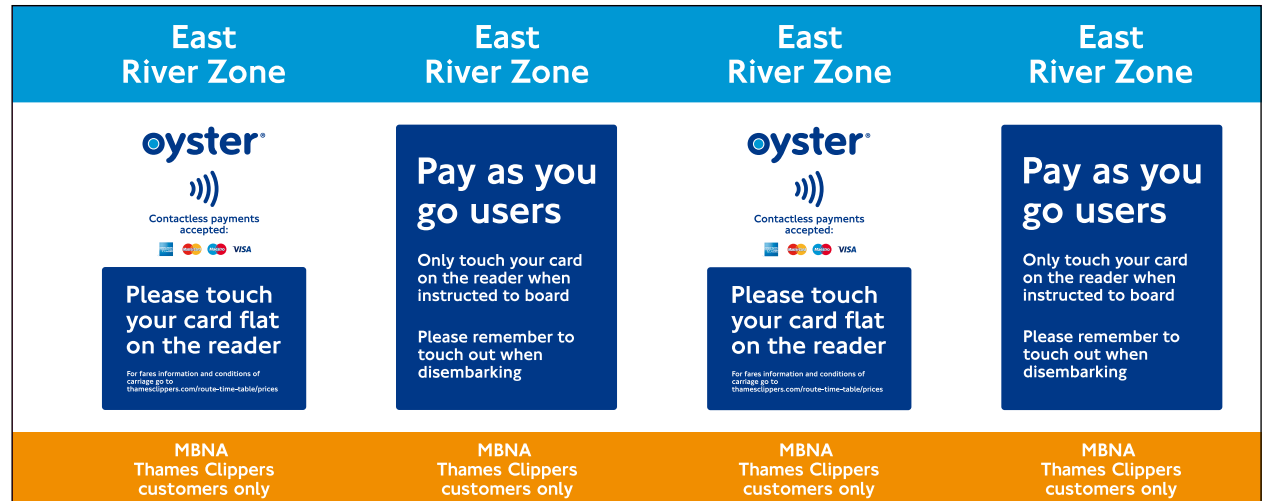 East
River Zone
East
River Zone
East
River Zone
East
River Zone
oyster®
Contactless payments
accepted:
VISA
Please touch
your card flat
on the reader
For fares information and conditions of
carriage go to
thamesclippers.com/route-time-table/prices
Pay as you
go users
Only touch your card
on the reader when
instructed to board
Please remember to
touch out when
disembarking
oyster®
Contactless payments
accepted:
VISA
Please touch
your card flat
on the reader
For fares information and conditions of
carriage go to
thamesclippers.com/route-time-table/prices
Pay as you
go users
Only touch your card
on the reader when
instructed to board
Please remember to
touch out when
disembarking
MBNA
Thames Clippers
customers only
MBNA
Thames Clippers
customers only
MBNA
Thames Clippers
customers only
MBNA
Thames Clippers
customers only